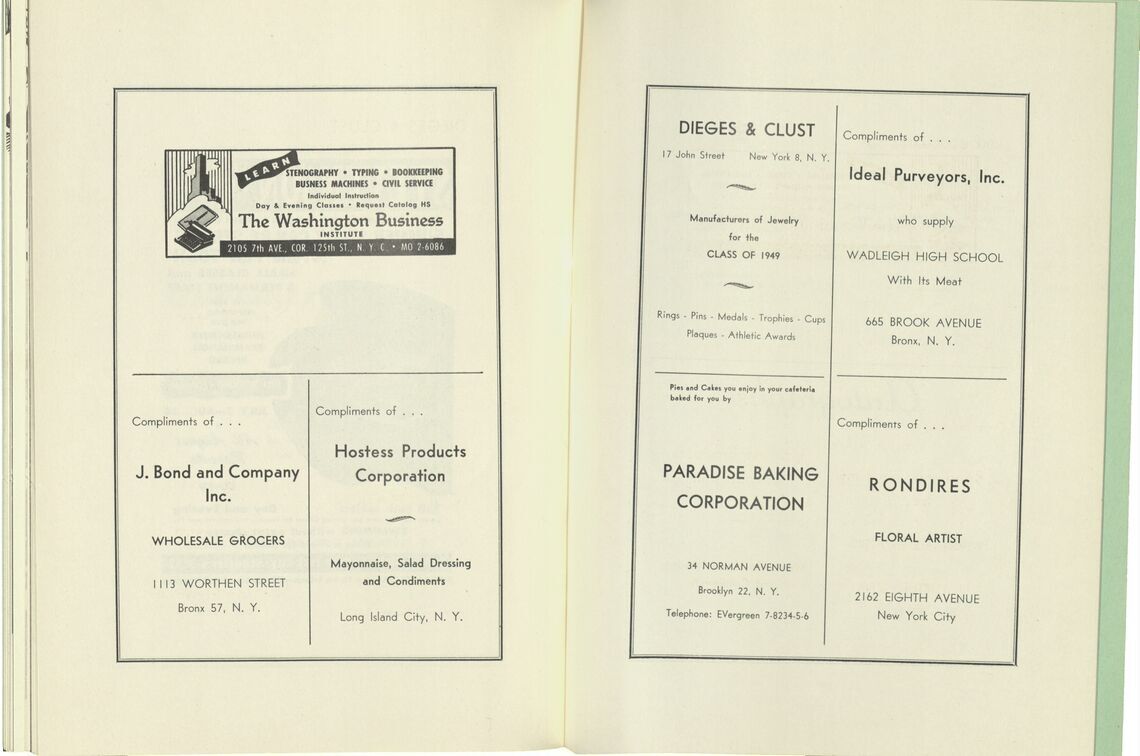 LEARN
STENOGRAPHY • TYPING • BOOKKEEPING
BUSNESS MACHINES • CIVIL SERVICE
Individual Instruction
Day & Evening Classes • Request Catalog HS
The Washington Business
INSTITUTE
2105 7th AVE., COR. 125th ST., N. Y. C. • MO 2-6086
Compliments of . . .
J. Bond and Company
Inc.
WHOLESALE GROCERS
1113 WORTHEN STREET
Bronx 57, N. Y.
Compliments of . . .
Hostess Products
Corporation
Mayonnaise, Salad Dressing
and Condiments
Long Island City, N. Y.
DIEGES & CLUST
17 John Street New York 8, N. Y.
Manufacturers of Jewelry
for the
CLASS OF 1949
Rings - Pins - Medals - Trophies - Cups
Plaques - Athletic Awards
Compliments of . . .
Ideal Purveyors, Inc.
who supply
WADLEIGH HIGH SCHOOL
With Its Meat
665 BROOK AVENUE
Bronx, N. Y.
Pies and Cakes you enjoy in your cafeteria
baked for you by
PARADISE BAKING
CORPORATION
34 NORMAN AVENUE
Brooklyn 22, N. Y.
Telephone: EVergreen 7-8234-5-6
Compliments of . . .
RONDIRES
FLORAL ARTIST
2162 EIGHTH AVENUE
New York City